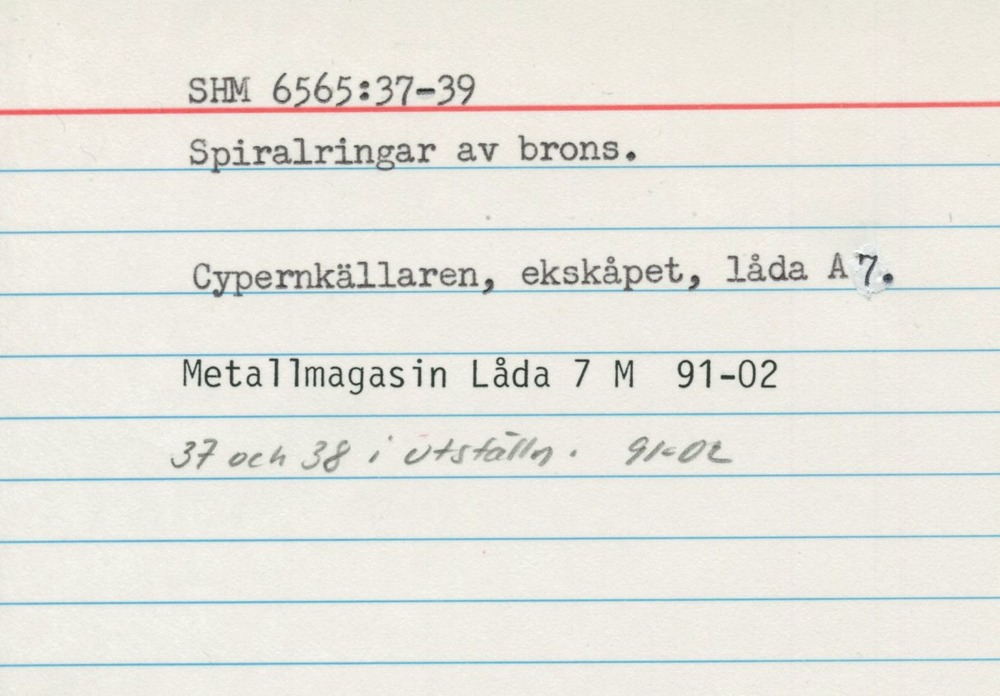 SHM 6565:37-39
Spiralringar av brons.
Cypernkällaren, ekskåpet, låda A 7.
Metallmagasin Låda 7 M 91-02
37 och 38 i utställn. 91-02